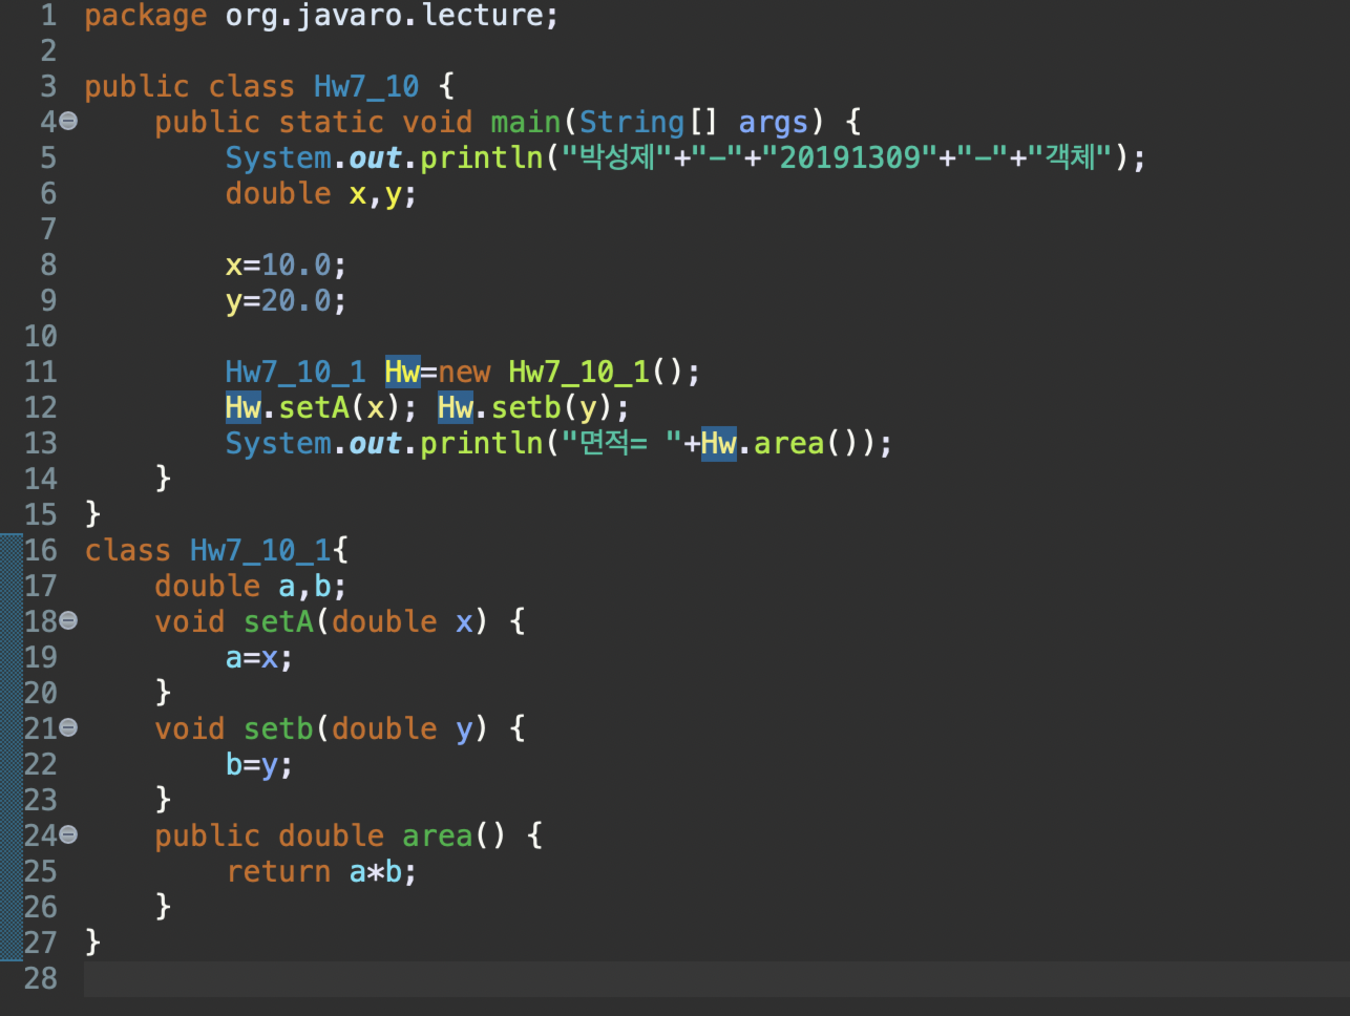 1 package org.javaro.lecture;
2
3 public class Hw7_10 {
4     public static void main(String[] args) {
5         System.out.println("박성제"+"-"+"20191309"+"-"+"객체");
6         double x,y;
7
8         x=10.0;
9         y=20.0;
10
11         Hw7_10_1 Hw=new Hw7_10_1();
12         Hw.setA(x); Hw.setb(y);
13         System.out.println("면적= "+Hw.area());
14     }
15 }
16 class Hw7_10_1{
17     double a,b;
18     void setA(double x) {
19         a=x;
20     }
21     void setb(double y) {
22         b=y;
23     }
24     public double area() {
25         return a*b;
26     }
27 }
28